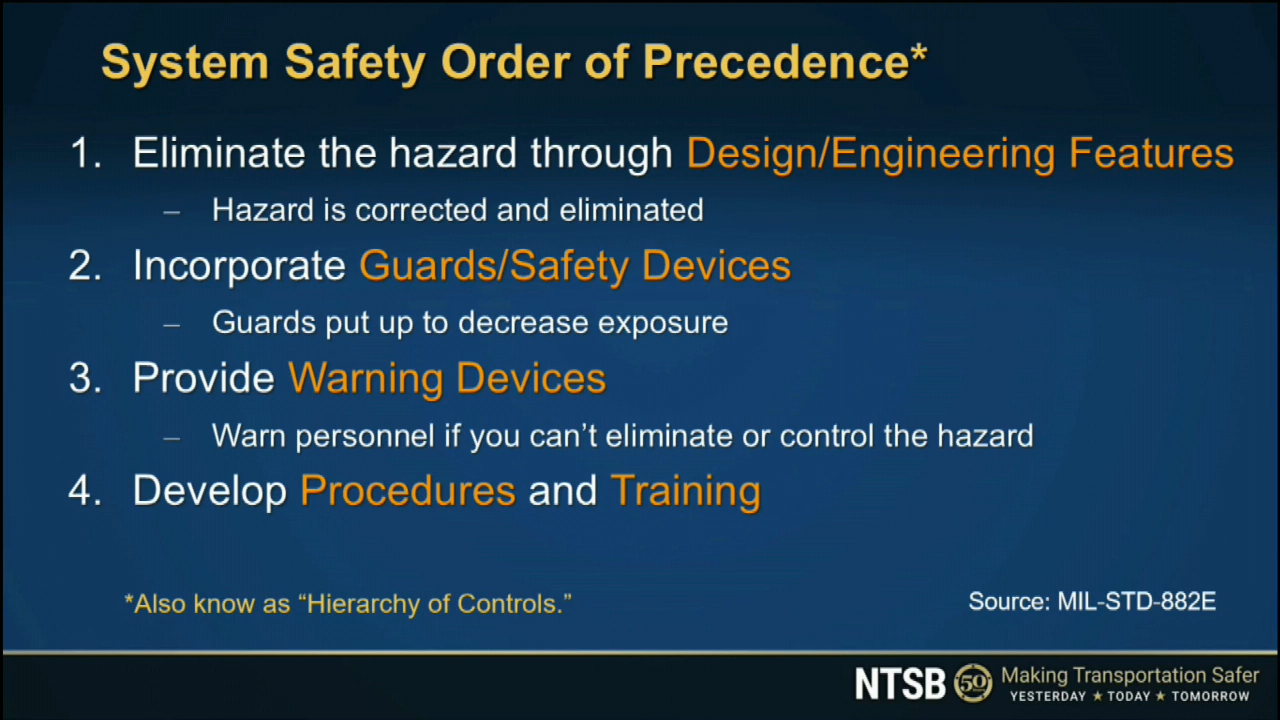 System Safety Order of Precedence*
1. Eliminate the hazard through Design/Engineering Features
– Hazard is corrected and eliminated
2. Incorporate Guards/Safety Devices
– Guards put up to decrease exposure
3. Provide Warning Devices
– Warn personnel if you can’t eliminate or control the hazard
4. Develop Procedures and Training
*Also know as “Hierarchy of Controls.”
Source: MIL-STD-882E
NTSB 50 Making Transportation Safer
YESTERDAY ★ TODAY ★ TOMORROW